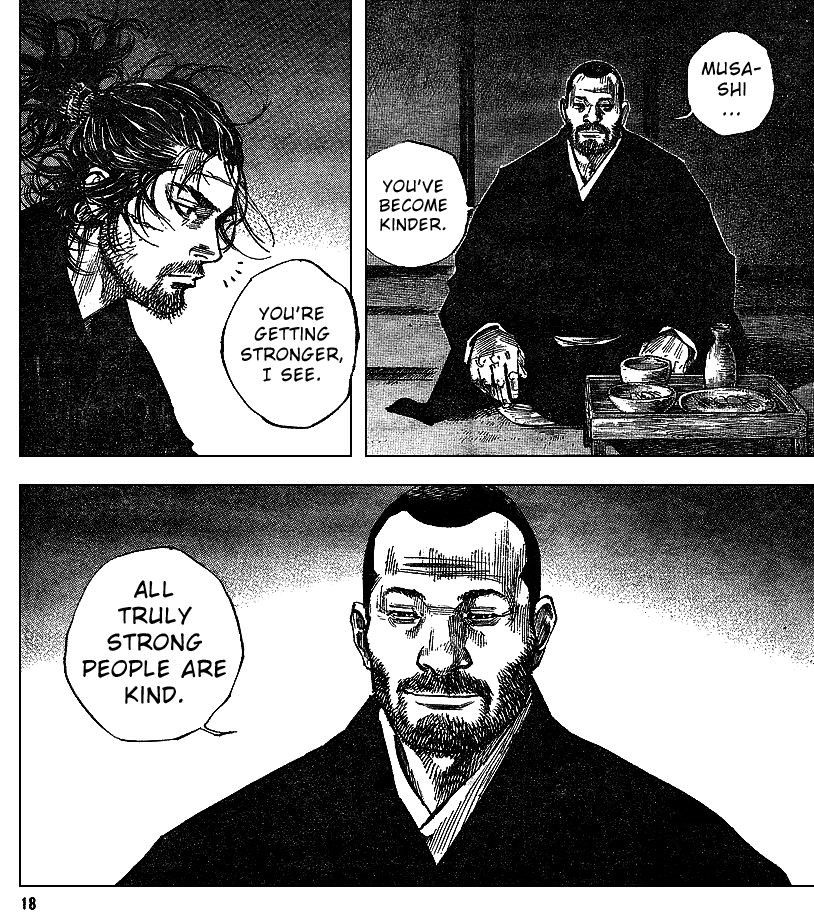 MUSA-
SHI
...
YOU'VE
BECOME
KINDER.
YOU'RE
GETTING
STRONGER,
I SEE.
ALL
TRULY
STRONG
PEOPLE ARE
KIND.
18